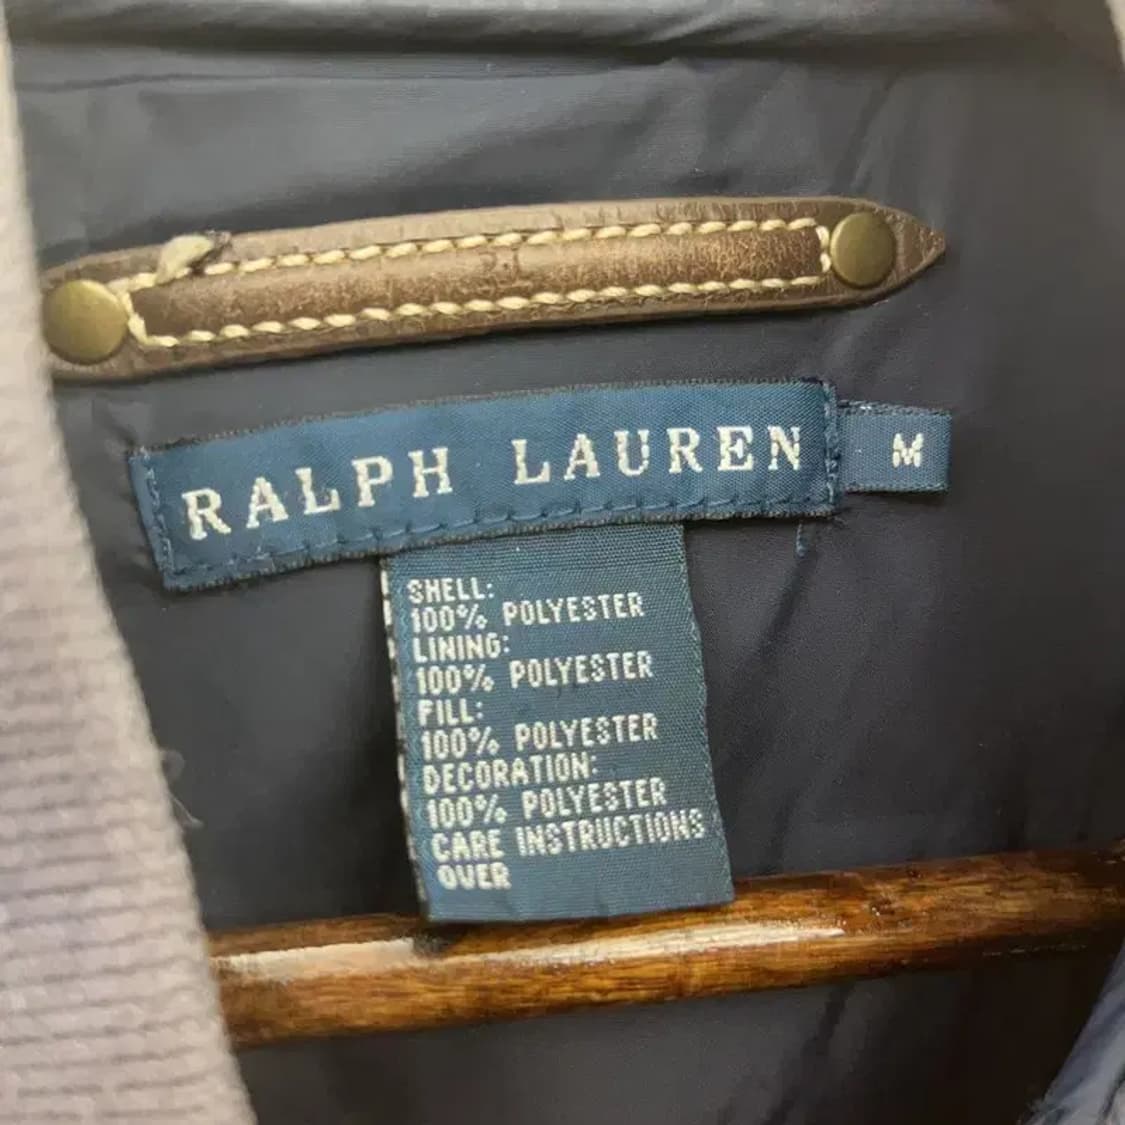 RALPH LAUREN
M
SHELL:
100% POLYESTER
LINING:
100% POLYESTER
FILL:
100% POLYESTER
DECORATION:
100% POLYESTER
CARE INSTRUCTIONS
OVER